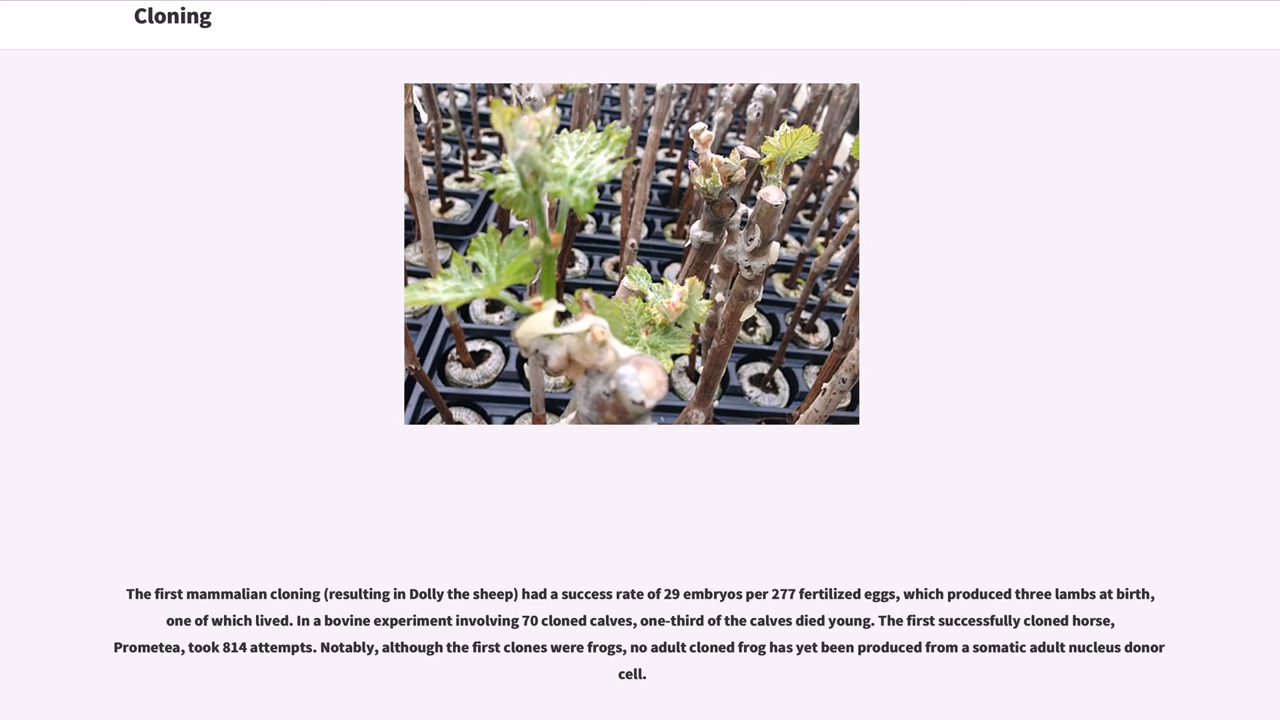 Cloning
The first mammalian cloning (resulting in Dolly the sheep) had a success rate of 29 embryos per 277 fertilized eggs, which produced three lambs at birth,
one of which lived. In a bovine experiment involving 70 cloned calves, one-third of the calves died young. The first successfully cloned horse,
Prometea, took 814 attempts. Notably, although the first clones were frogs, no adult cloned frog has yet been produced from a somatic adult nucleus donor
cell.